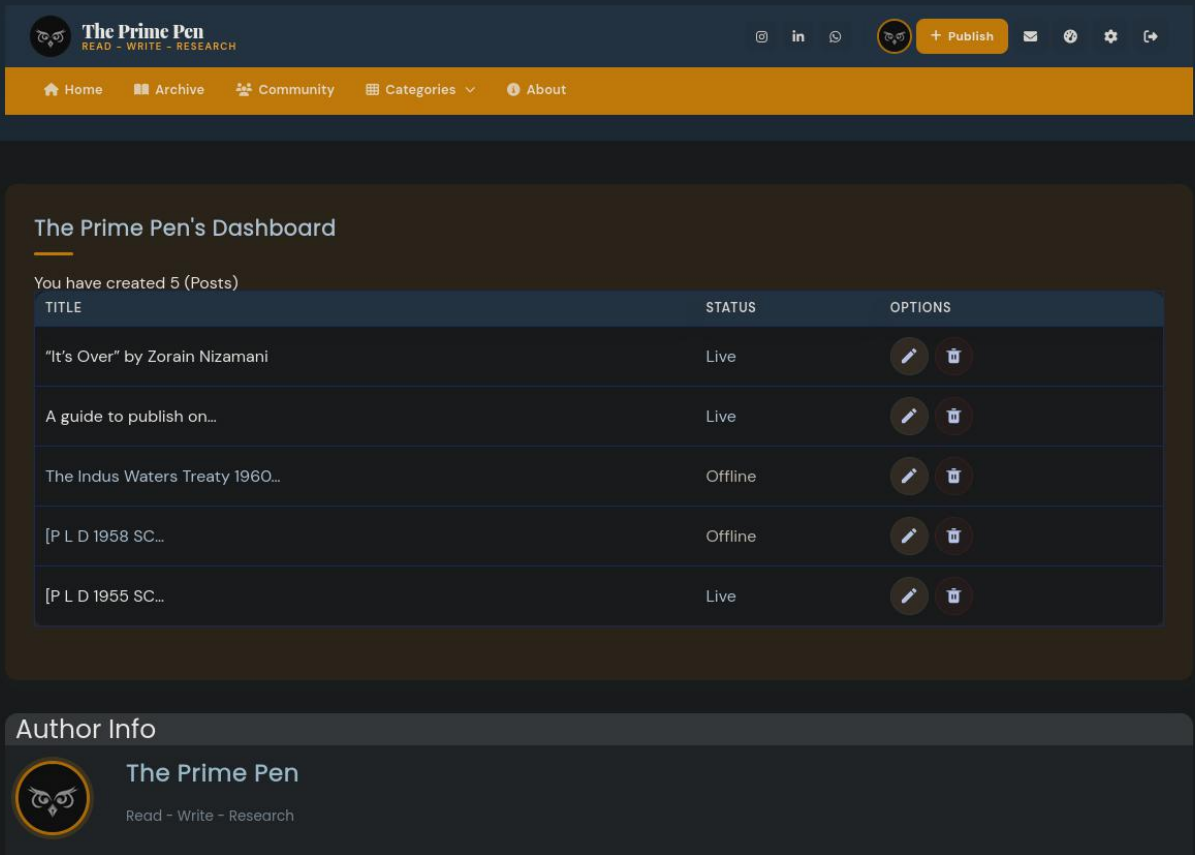 The Prime Pen
READ - WRITE - RESEARCH
in
+ Publish
Home Archive Community Categories About
The Prime Pen's Dashboard
You have created 5 (Posts)
TITLE STATUS OPTIONS
“It’s Over” by Zorain Nizamani Live
A guide to publish on... Live
The Indus Waters Treaty 1960... Offline
[P L D 1958 SC... Offline
[P L D 1955 SC... Live
Author Info
The Prime Pen
Read - Write - Research